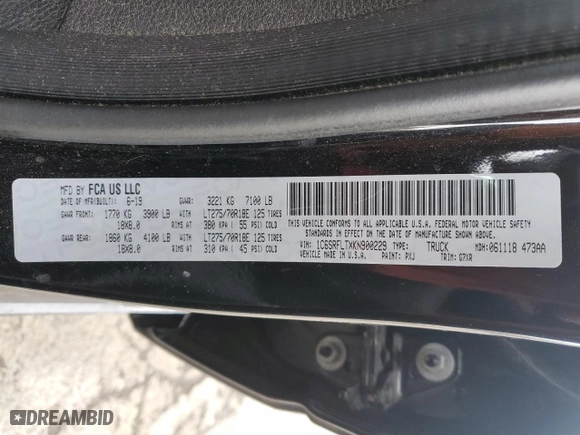 MFD BY FCA US LLC
DATE OF MFR(BUILT): 6-19 GVWR: 3221 KG 7100 LB
GAWR FRONT: 1770 KG 3900 LB WITH LT275/70R18E 125 TIRES
18X8.0 RIMS AT 380 KPA ( 55 PSI) COLD
GAWR REAR: 1860 KG 4100 LB WITH LT275/70R18E 125 TIRES
18X8.0 RIMS AT 310 KPA ( 45 PSI) COLD
THIS VEHICLE CONFORMS TO ALL APPLICABLE U.S.A. FEDERAL MOTOR VEHICLE SAFETY
STANDARDS IN EFFECT ON THE DATE OF MANUFACTURE SHOWN ABOVE.
VIN: 1C6SRFLTXKN900229 TYPE: TRUCK MDH: 061118 473AA
VEHICLE MADE IN U.S.A. PAINT: PXJ TRIM: G7XR
DREAMBID